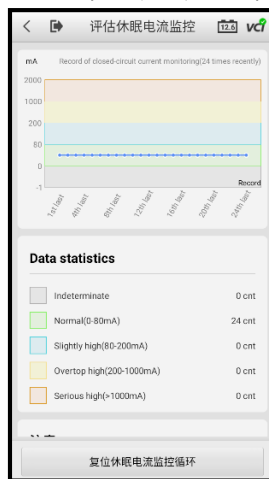 评估休眠电流监控
12.6
VCI
mA Record of closed-circuit current monitoring(24 times recently)
2000
1000
200
80
0
-1
Record
1st last 4th last 8th last 12th last 16th last 20th last 24th last
Data statistics
Indeterminate 0 cnt
Normal(0-80mA) 24 cnt
Slightly high(80-200mA) 0 cnt
Overtop high(200-1000mA) 0 cnt
Serious high(>1000mA) 0 cnt
复位休眠电流监控循环